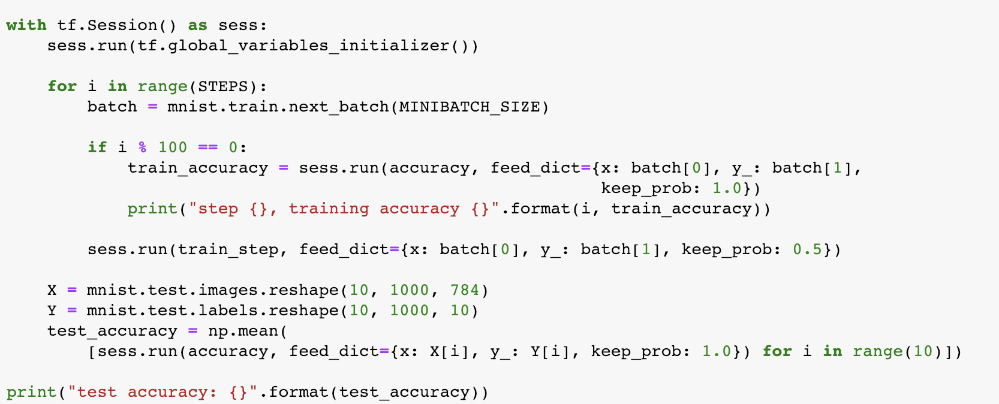 with tf.Session() as sess:
    sess.run(tf.global_variables_initializer())

    for i in range(STEPS):
        batch = mnist.train.next_batch(MINIBATCH_SIZE)

        if i % 100 == 0:
            train_accuracy = sess.run(accuracy, feed_dict={x: batch[0], y_: batch[1],
                                                           keep_prob: 1.0})
            print("step {}, training accuracy {}".format(i, train_accuracy))

        sess.run(train_step, feed_dict={x: batch[0], y_: batch[1], keep_prob: 0.5})

    X = mnist.test.images.reshape(10, 1000, 784)
    Y = mnist.test.labels.reshape(10, 1000, 10)
    test_accuracy = np.mean(
        [sess.run(accuracy, feed_dict={x: X[i], y_: Y[i], keep_prob: 1.0}) for i in range(10)])

print("test accuracy: {}".format(test_accuracy))